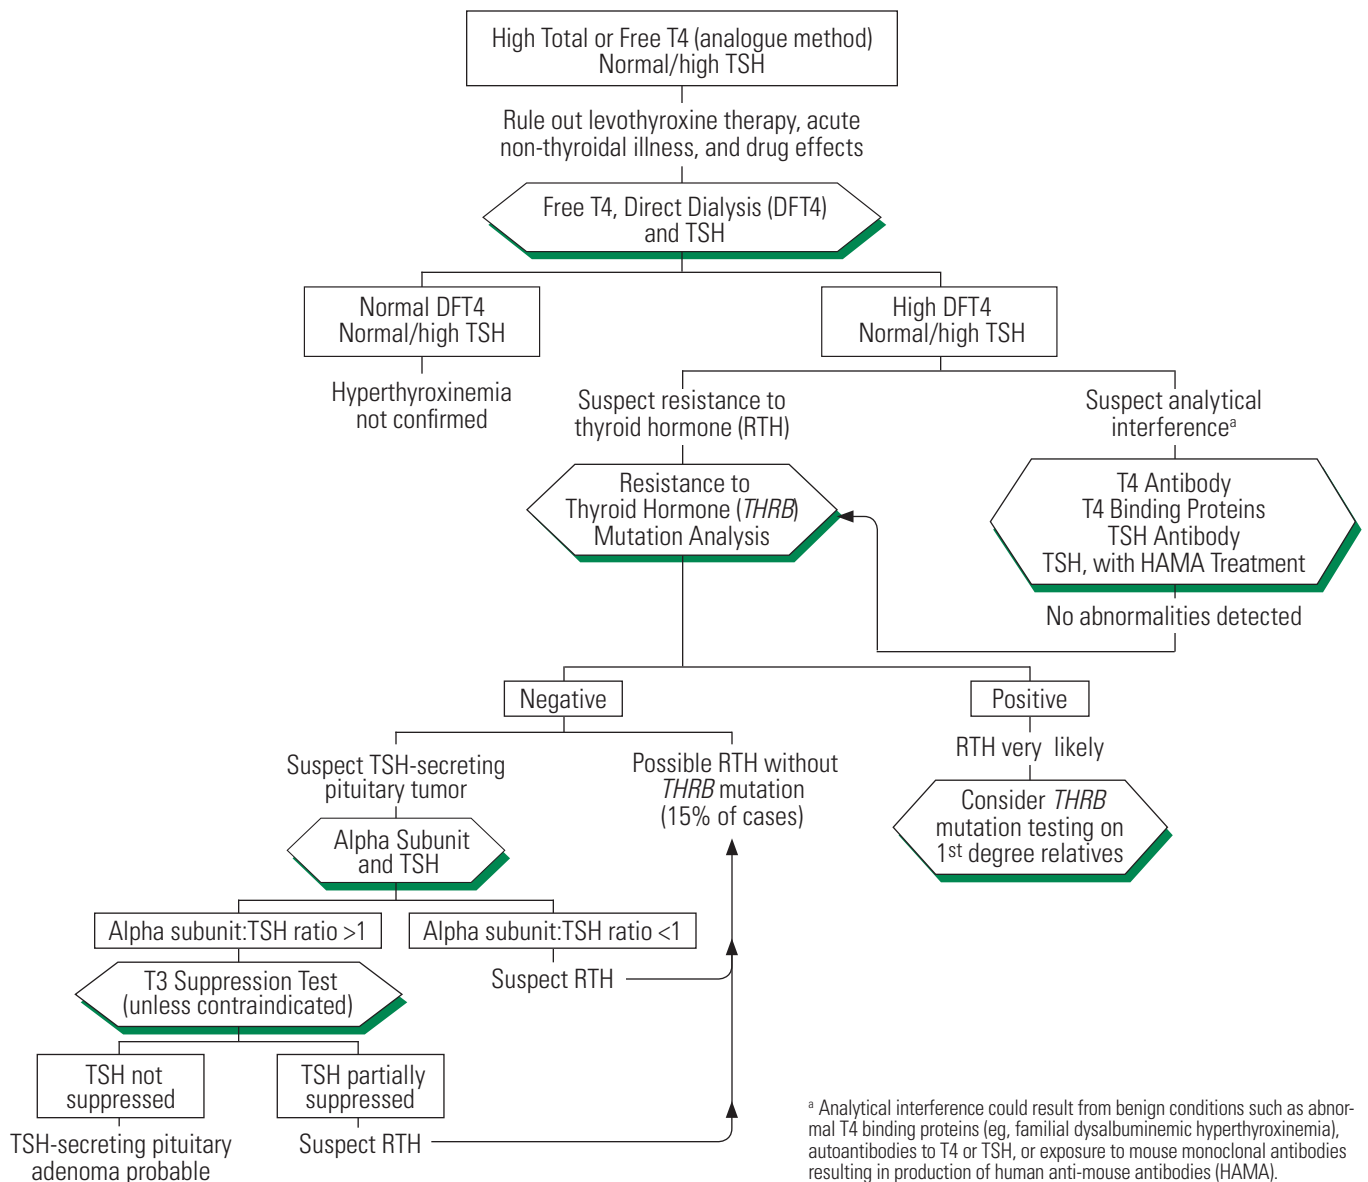 High Total or Free T4 (analogue method)
Normal/high TSH
Rule out levothyroxine therapy, acute
non-thyroidal illness, and drug effects
Free T4, Direct Dialysis (DFT4)
and TSH
Normal DFT4
Normal/high TSH
High DFT4
Normal/high TSH
Hyperthyroxinemia
not confirmed
Suspect resistance to
thyroid hormone (RTH)
Suspect analytical
interferenceª
Resistance to
Thyroid Hormone (THRB)
Mutation Analysis
T4 Antibody
T4 Binding Proteins
TSH Antibody
TSH, with HAMA Treatment
No abnormalities detected
Negative
Positive
Suspect TSH-secreting
pituitary tumor
Possible RTH without
THRB mutation
(15% of cases)
RTH very likely
Alpha Subunit
and TSH
Consider THRB
mutation testing on
1st degree relatives
Alpha subunit:TSH ratio >1
Alpha subunit:TSH ratio <1
T3 Suppression Test
(unless contraindicated)
Suspect RTH
TSH not
suppressed
TSH partially
suppressed
TSH-secreting pituitary
adenoma probable
Suspect RTH
ª Analytical interference could result from benign conditions such as abnor-
mal T4 binding proteins (eg, familial dysalbuminemic hyperthyroxinemia),
autoantibodies to T4 or TSH, or exposure to mouse monoclonal antibodies
resulting in production of human anti-mouse antibodies (HAMA).